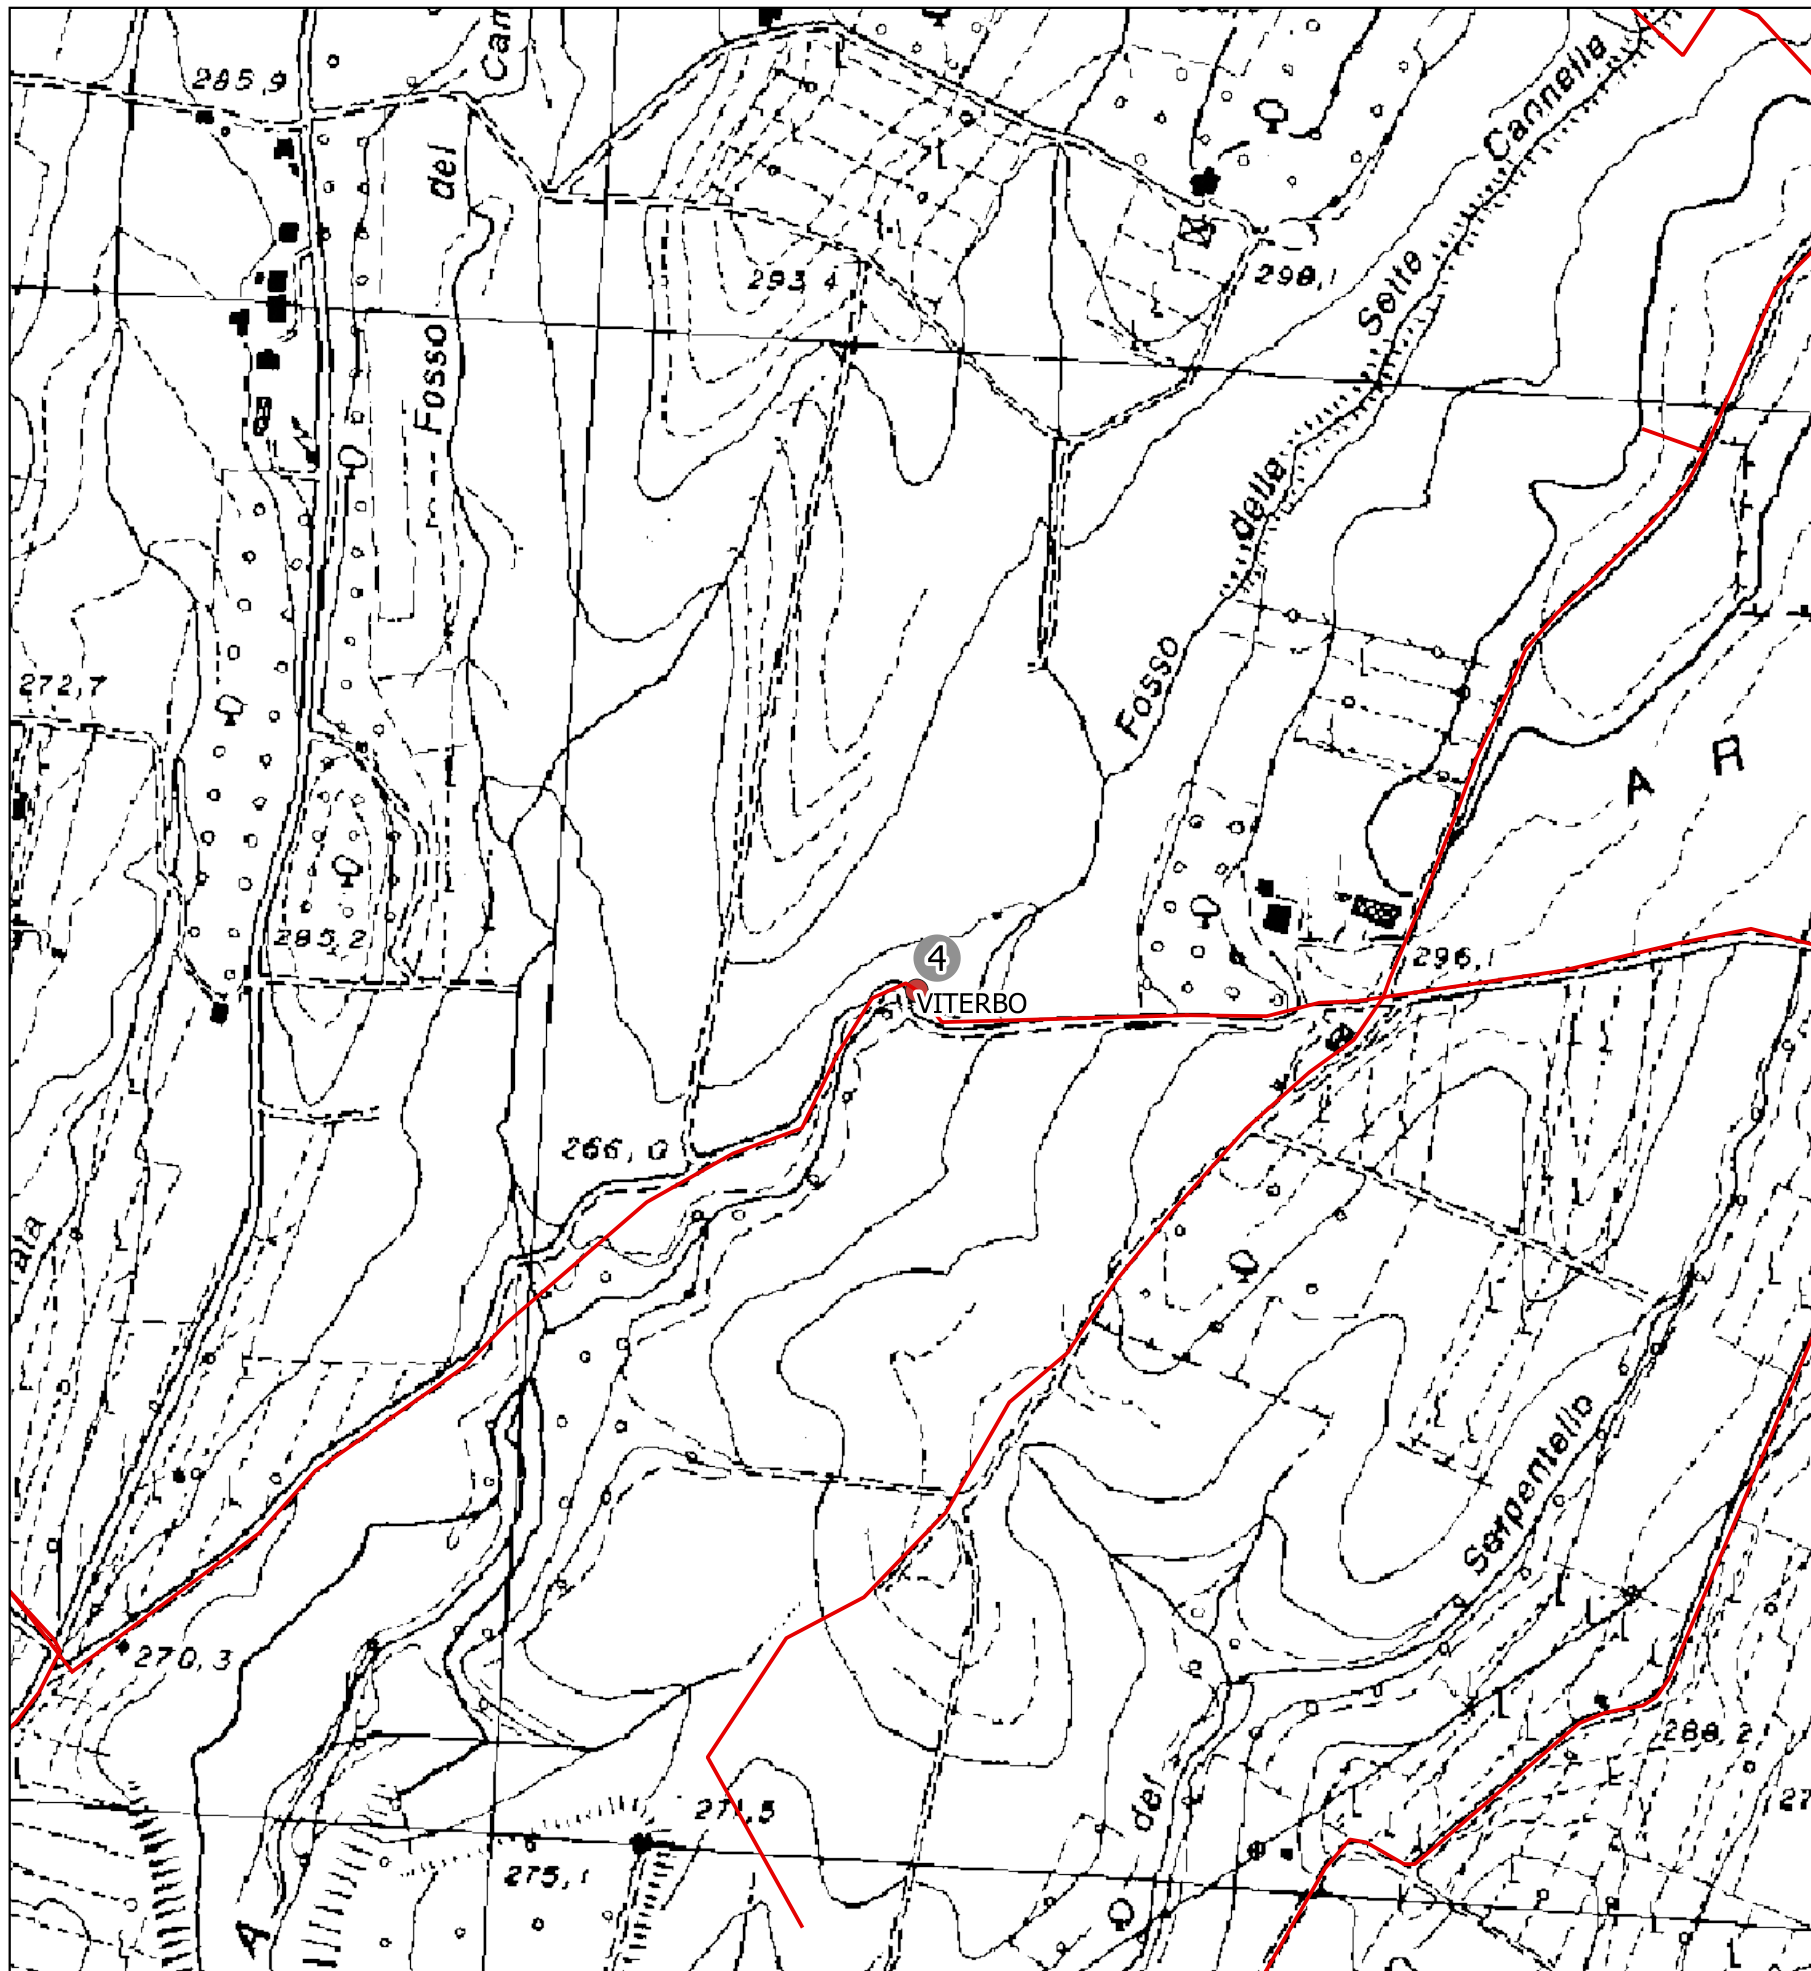 285,9
Can
del
Cannelle
Sette
298,1
293,4
Fosso
delle
Fosso
272,7
A R
285,2
4
VITERBO
296,1
266,0
Serpentello
270,3
288,2
271,5
del
275,1
A